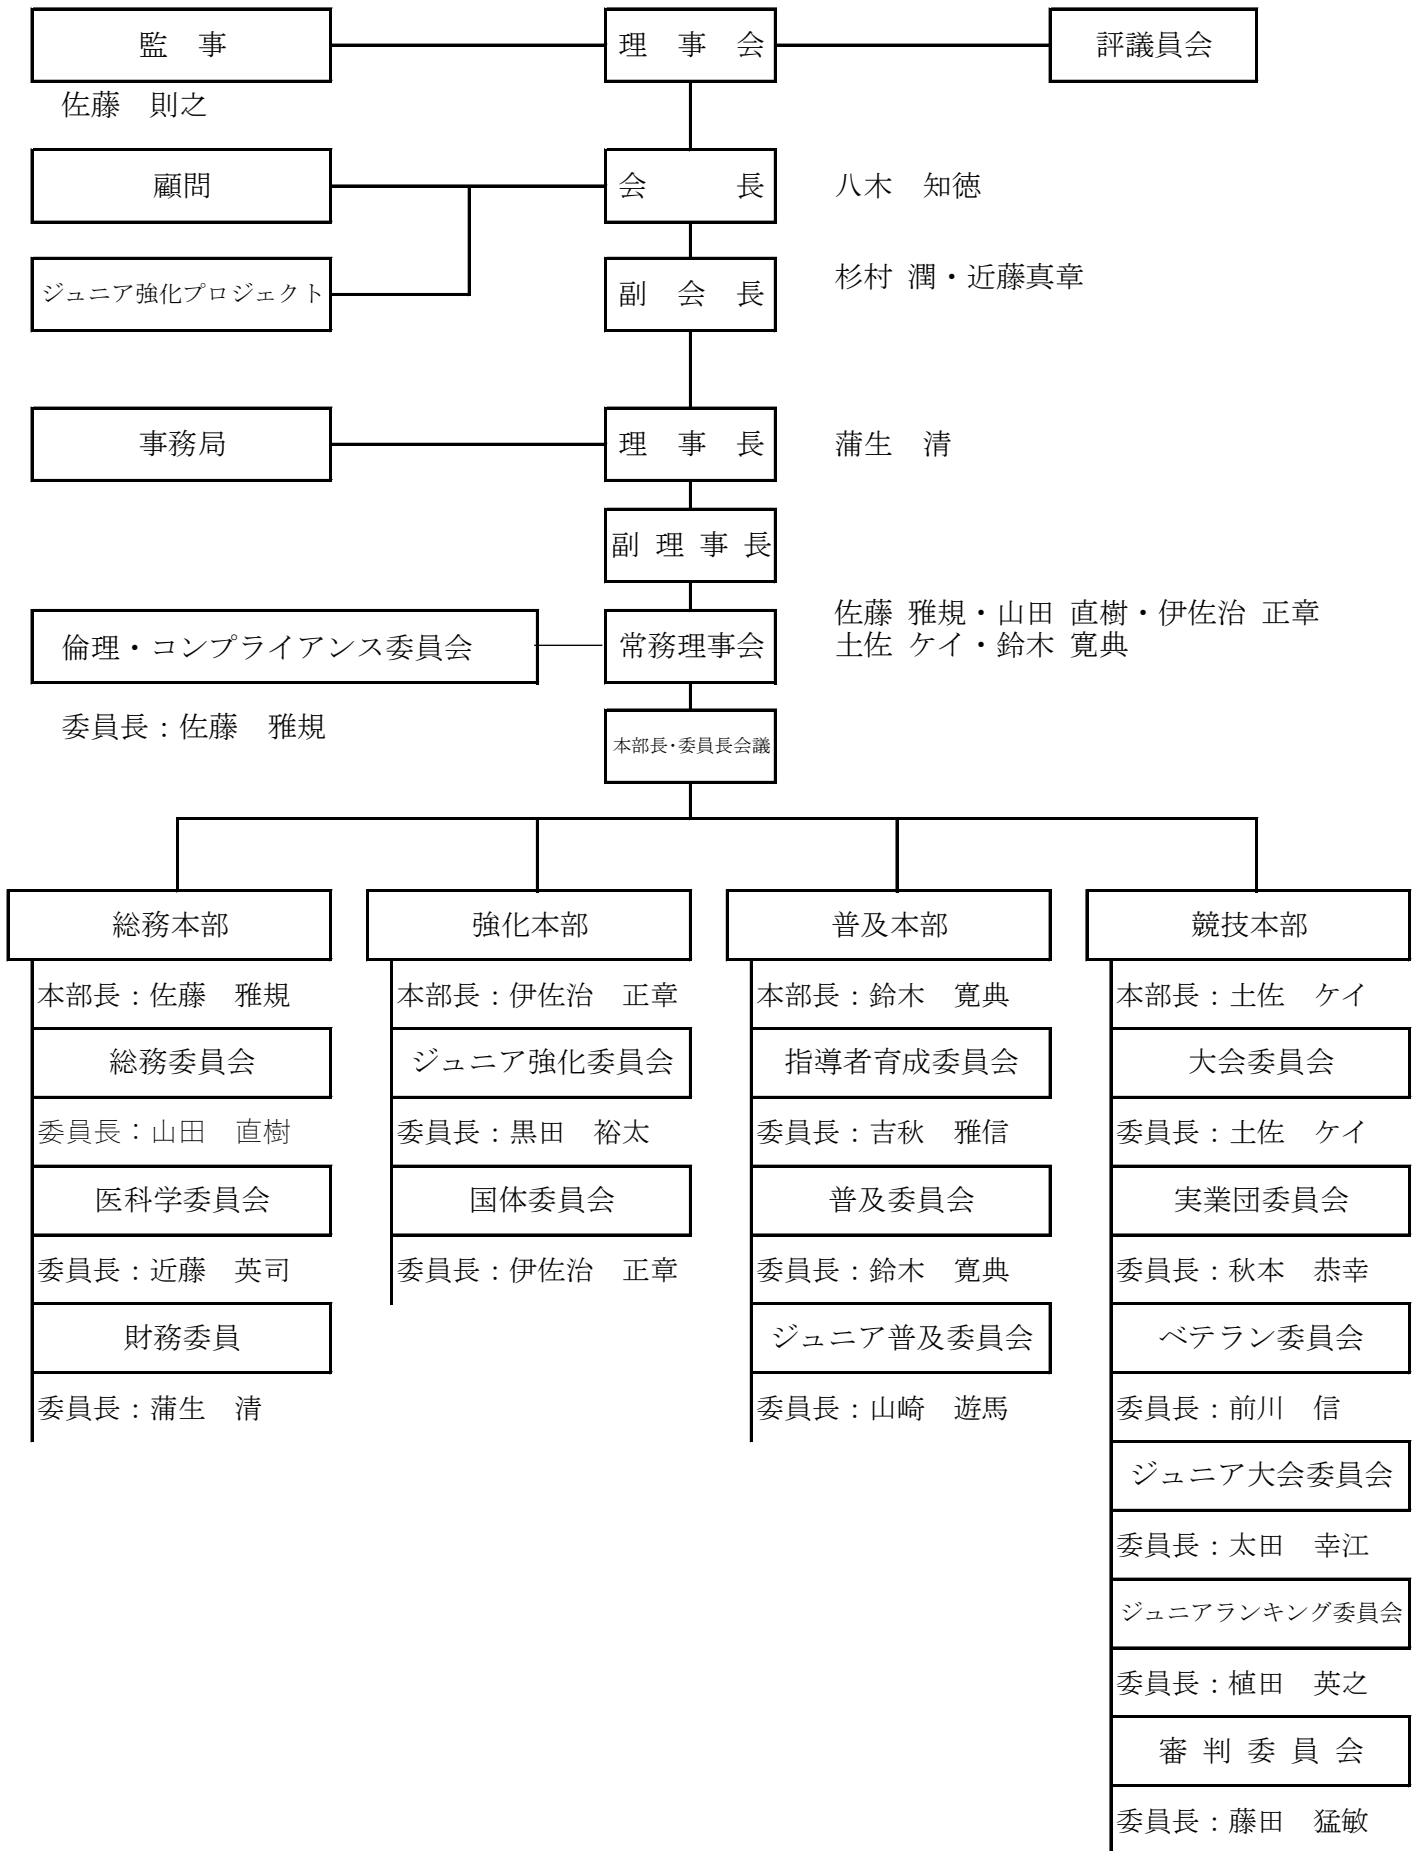 監　事
理　事　会
評議員会
佐藤　則之
顧問
会　　　長
八木　知徳
ジュニア強化プロジェクト
副　会　長
杉村 潤・近藤真章
事務局
理　事　長
蒲生　清
副 理 事 長
倫理・コンプライアンス委員会
常務理事会
佐藤 雅規・山田 直樹・伊佐治 正章
土佐 ケイ・鈴木 寛典
委員長：佐藤　雅規
本部長･委員長会議
総務本部
本部長：佐藤　雅規
総務委員会
委員長：山田　直樹
医科学委員会
委員長：近藤　英司
財務委員
委員長：蒲生　清
強化本部
本部長：伊佐治　正章
ジュニア強化委員会
委員長：黒田　裕太
国体委員会
委員長：伊佐治　正章
普及本部
本部長：鈴木　寛典
指導者育成委員会
委員長：吉秋　雅信
普及委員会
委員長：鈴木　寛典
ジュニア普及委員会
委員長：山崎　遊馬
競技本部
本部長：土佐　ケイ
大会委員会
委員長：土佐　ケイ
実業団委員会
委員長：秋本　恭幸
ベテラン委員会
委員長：前川　信
ジュニア大会委員会
委員長：太田　幸江
ジュニアランキング委員会
委員長：植田　英之
審 判 委 員 会
委員長：藤田　猛敏